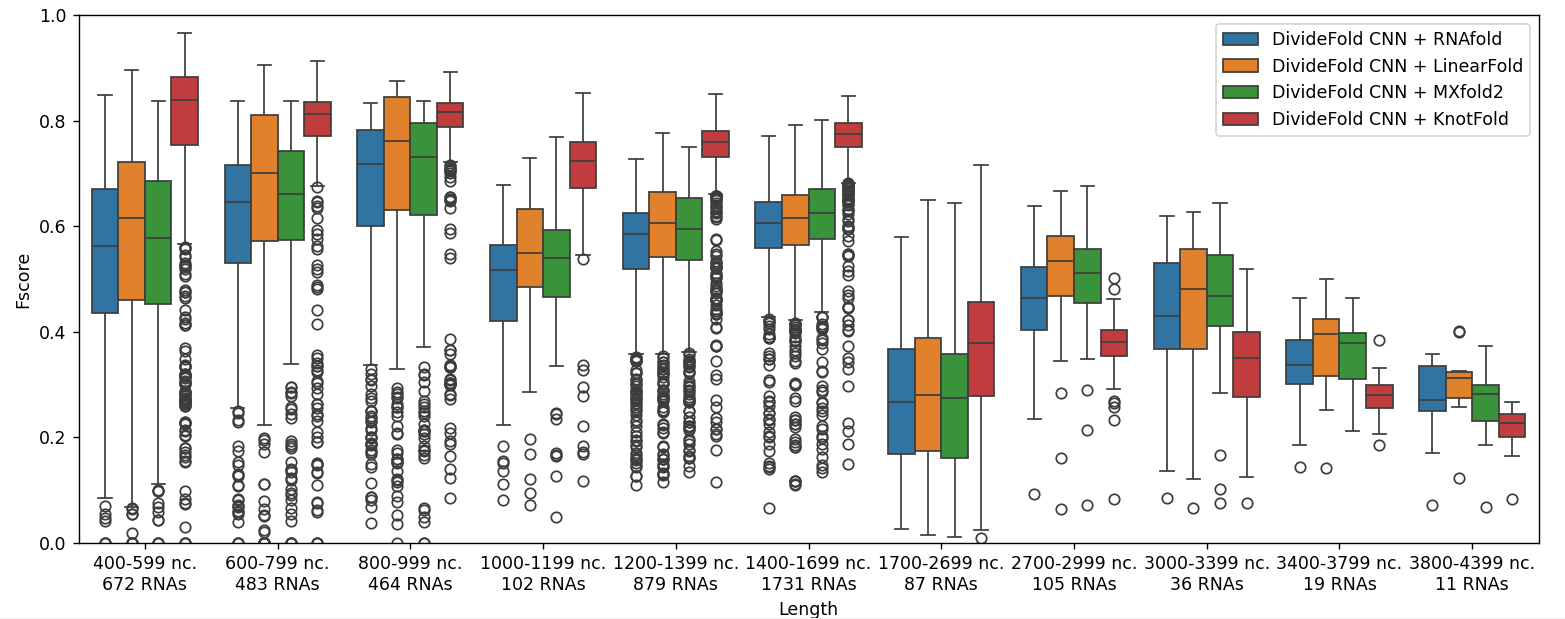 1.0
0.8
0.6
0.4
0.2
0.0
Fscore
DivideFold CNN + RNAfold
DivideFold CNN + LinearFold
DivideFold CNN + MXfold2
DivideFold CNN + KnotFold
400-599 nc. 600-799 nc. 800-999 nc. 1000-1199 nc. 1200-1399 nc. 1400-1699 nc. 1700-2699 nc. 2700-2999 nc. 3000-3399 nc. 3400-3799 nc. 3800-4399 nc.
672 RNAs 483 RNAs 464 RNAs 102 RNAs 879 RNAs 1731 RNAs 87 RNAs 105 RNAs 36 RNAs 19 RNAs 11 RNAs
Length